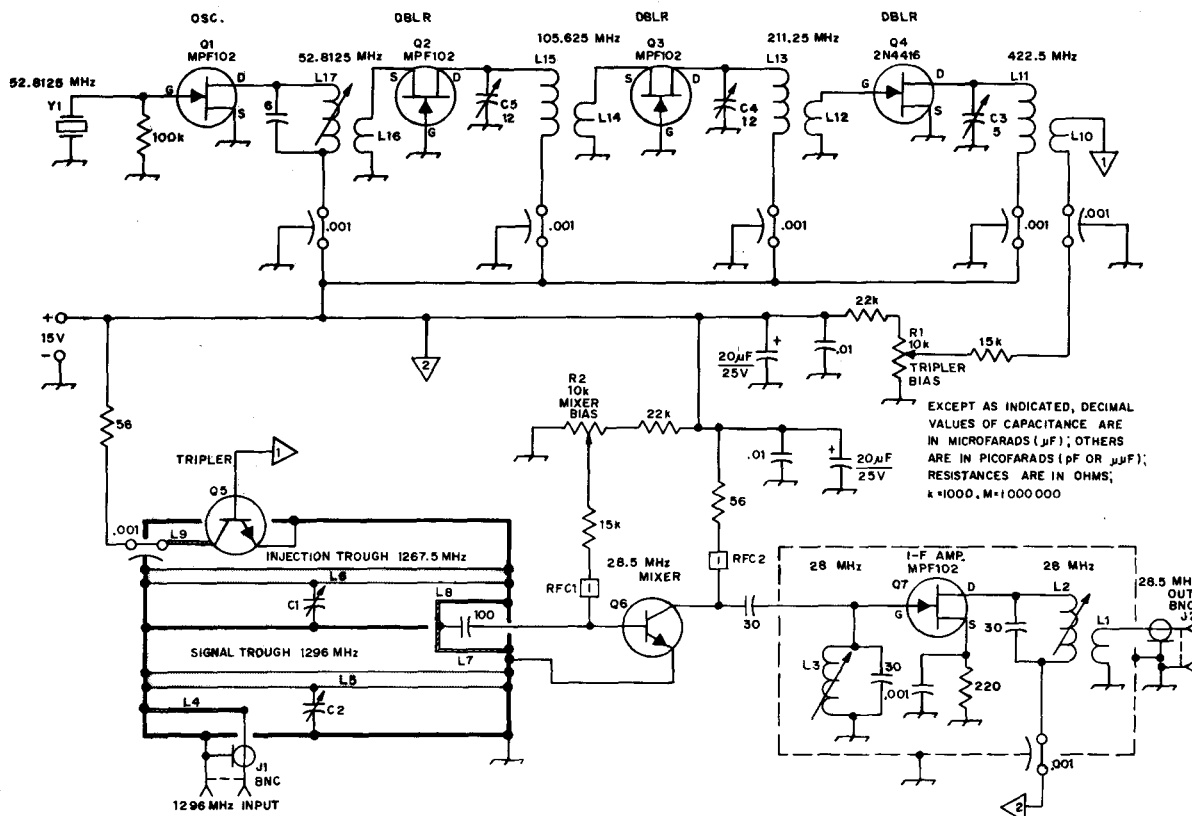 OSC.
DBLR
DBLR
DBLR
Q1
MPF102
52.8125 MHz
Q2
MPF102
105.625 MHz
Q3
MPF102
211.25 MHz
Q4
2N4416
422.5 MHz
52.8125 MHz
Y1
G
D
S
100k
6
L17
L16
S
D
G
C5
12
L15
L14
S
D
G
C4
12
L13
L12
G
D
S
C3
5
L11
L10
1
.001
.001
.001
.001
.001
+
15V
-
2
20µF
25V
+
.01
22k
R1
10k
TRIPLER
BIAS
15k
56
R2
10k
MIXER
BIAS
22k
.01
+
20µF
25V
EXCEPT AS INDICATED, DECIMAL
VALUES OF CAPACITANCE ARE
IN MICROFARADS (µF); OTHERS
ARE IN PICOFARADS (pF OR µµF);
RESISTANCES ARE IN OHMS;
k=1000, M=1000000
TRIPLER
1
Q5
.001
L9
INJECTION TROUGH 1267.5 MHz
L6
C1
L8
100
L7
SIGNAL TROUGH 1296 MHz
L5
L4
C2
J1
BNC
1296 MHz INPUT
15k
RFC1
28.5 MHz
MIXER
Q6
56
RFC2
30
28 MHz
I-F AMP.
MPF102
Q7
G
D
S
28 MHz
L2
L3
30
.001
220
30
L1
28.5 MHz
OUT
BNC
J2
.001
2